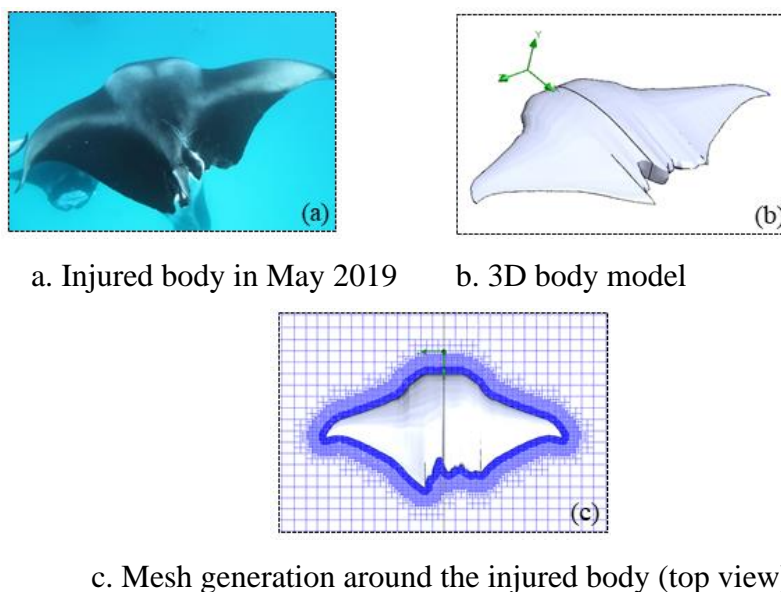 (a)
Y
(b)
a. Injured body in May 2019 b. 3D body model
(c)
c. Mesh generation around the injured body (top view)